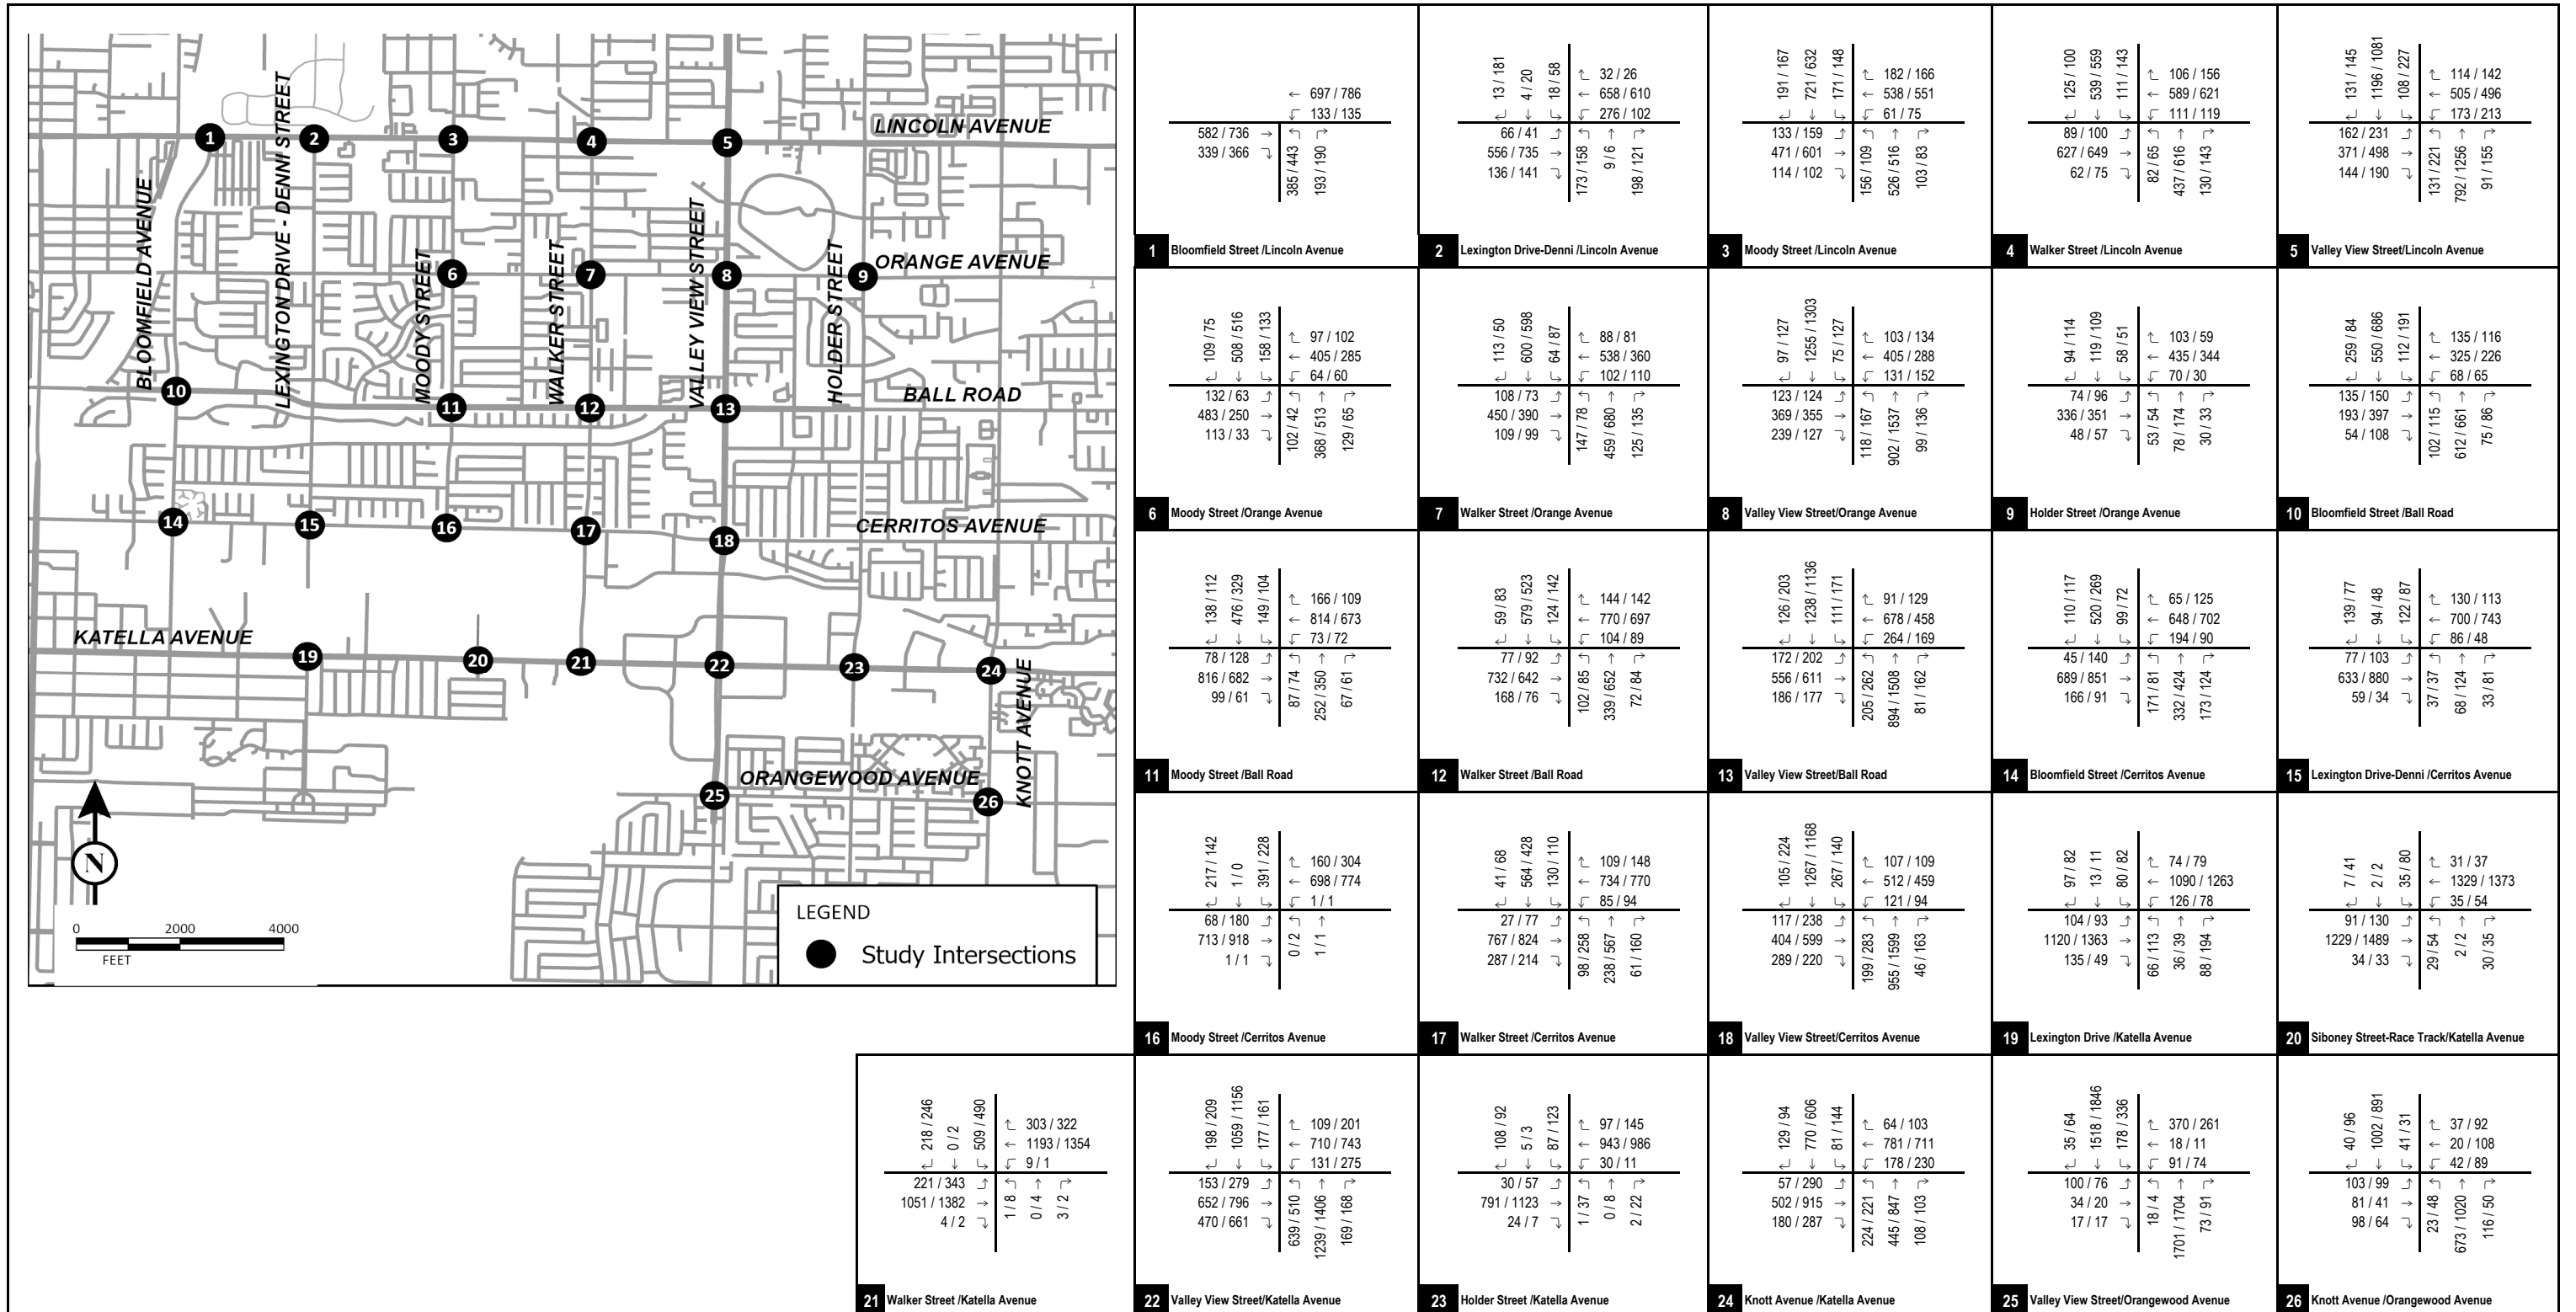 LINCOLN AVENUE
ORANGE AVENUE
BALL ROAD
CERRITOS AVENUE
KATELLA AVENUE
ORANGEWOOD AVENUE
BLOOMFIELD AVENUE
LEXINGTON DRIVE - DENNI STREET
MOODY STREET
WALKER STREET
VALLEY VIEW STREET
HOLDER STREET
KNOTT AVENUE
1 2 3 4 5
6 7 8 9
10 11 12 13
14 15 16 17 18
19 20 21 22 23 24
25 26
N
0 2000 4000
FEET
LEGEND
Study Intersections
← 697 / 786
133 / 135
582 / 736 →
339 / 366
385 / 443
193 / 190
1 Bloomfield Street /Lincoln Avenue
13 / 181
4 / 20
18 / 58
32 / 26
← 658 / 610
276 / 102
66 / 41
556 / 735 →
136 / 141
173 / 158
9 / 6
198 / 121
2 Lexington Drive-Denni /Lincoln Avenue
191 / 167
721 / 632
171 / 148
182 / 166
← 538 / 551
61 / 75
133 / 159
471 / 601 →
114 / 102
156 / 109
526 / 516
103 / 83
3 Moody Street /Lincoln Avenue
125 / 100
539 / 559
111 / 143
106 / 156
← 589 / 621
111 / 119
89 / 100
627 / 649 →
62 / 75
82 / 65
437 / 616
130 / 143
4 Walker Street /Lincoln Avenue
131 / 145
1196 / 1081
108 / 227
114 / 142
← 505 / 496
173 / 213
162 / 231
371 / 498 →
144 / 190
131 / 221
792 / 1256
91 / 155
5 Valley View Street/Lincoln Avenue
109 / 75
508 / 516
158 / 133
97 / 102
← 405 / 285
64 / 60
132 / 63
483 / 250 →
113 / 33
102 / 42
368 / 513
129 / 65
6 Moody Street /Orange Avenue
113 / 50
600 / 598
64 / 87
88 / 81
← 538 / 360
102 / 110
108 / 73
450 / 390 →
109 / 99
147 / 78
459 / 680
125 / 135
7 Walker Street /Orange Avenue
97 / 127
1255 / 1303
75 / 127
103 / 134
← 405 / 288
131 / 152
123 / 124
369 / 355 →
239 / 127
118 / 167
902 / 1537
99 / 136
8 Valley View Street/Orange Avenue
94 / 114
119 / 109
58 / 51
103 / 59
← 435 / 344
70 / 30
74 / 96
336 / 351 →
48 / 57
53 / 54
78 / 174
30 / 33
9 Holder Street /Orange Avenue
259 / 84
550 / 686
112 / 191
135 / 116
← 325 / 226
68 / 65
135 / 150
193 / 397 →
54 / 108
102 / 115
612 / 661
75 / 86
10 Bloomfield Street /Ball Road
138 / 112
476 / 329
149 / 104
166 / 109
← 814 / 673
73 / 72
78 / 128
816 / 682 →
99 / 61
87 / 74
252 / 350
67 / 61
11 Moody Street /Ball Road
59 / 83
579 / 523
124 / 142
144 / 142
← 770 / 697
104 / 89
77 / 92
732 / 642 →
168 / 76
102 / 85
339 / 652
72 / 84
12 Walker Street /Ball Road
126 / 203
1238 / 1136
111 / 171
91 / 129
← 678 / 458
264 / 169
172 / 202
556 / 611 →
186 / 177
205 / 262
894 / 1508
81 / 162
13 Valley View Street/Ball Road
110 / 117
520 / 269
99 / 72
65 / 125
← 648 / 702
194 / 90
45 / 140
689 / 851 →
166 / 91
171 / 81
332 / 424
173 / 124
14 Bloomfield Street /Cerritos Avenue
139 / 77
94 / 48
122 / 87
130 / 113
← 700 / 743
86 / 48
77 / 103
633 / 880 →
59 / 34
37 / 37
68 / 124
33 / 81
15 Lexington Drive-Denni /Cerritos Avenue
217 / 142
1 / 0
391 / 228
160 / 304
← 698 / 774
1 / 1
68 / 180
713 / 918 →
1 / 1
0 / 2
1 / 1
16 Moody Street /Cerritos Avenue
41 / 68
564 / 428
130 / 110
109 / 148
← 734 / 770
85 / 94
27 / 77
767 / 824 →
287 / 214
98 / 258
238 / 567
61 / 160
17 Walker Street /Cerritos Avenue
105 / 224
1267 / 1168
267 / 140
107 / 109
← 512 / 459
121 / 94
117 / 238
404 / 599 →
289 / 220
199 / 283
955 / 1599
46 / 163
18 Valley View Street/Cerritos Avenue
97 / 82
13 / 11
80 / 82
74 / 79
← 1090 / 1263
126 / 78
104 / 93
1120 / 1363 →
135 / 49
66 / 113
36 / 39
88 / 194
19 Lexington Drive /Katella Avenue
7 / 41
2 / 2
35 / 80
31 / 37
← 1329 / 1373
35 / 54
91 / 130
1229 / 1489 →
34 / 33
29 / 54
2 / 2
30 / 35
20 Siboney Street-Race Track/Katella Avenue
218 / 246
0 / 2
509 / 490
303 / 322
← 1193 / 1354
9 / 1
221 / 343
1051 / 1382 →
4 / 2
1 / 8
0 / 4
3 / 2
21 Walker Street /Katella Avenue
198 / 209
1059 / 1156
177 / 161
109 / 201
← 710 / 743
131 / 275
153 / 279
652 / 796 →
470 / 661
639 / 510
1239 / 1406
169 / 168
22 Valley View Street/Katella Avenue
108 / 92
5 / 3
87 / 123
97 / 145
← 943 / 986
30 / 11
30 / 57
791 / 1123 →
24 / 7
1 / 37
0 / 8
2 / 22
23 Holder Street /Katella Avenue
129 / 94
770 / 606
81 / 144
64 / 103
← 781 / 711
178 / 230
57 / 290
502 / 915 →
180 / 287
224 / 221
445 / 847
108 / 103
24 Knott Avenue /Katella Avenue
35 / 64
1518 / 1846
178 / 336
370 / 261
← 18 / 11
91 / 74
100 / 76
34 / 20 →
17 / 17
18 / 4
1701 / 1704
73 / 91
25 Valley View Street/Orangewood Avenue
40 / 96
1002 / 891
41 / 31
37 / 92
← 20 / 108
42 / 89
103 / 99
81 / 41 →
98 / 64
23 / 48
673 / 1020
116 / 50
26 Knott Avenue /Orangewood Avenue